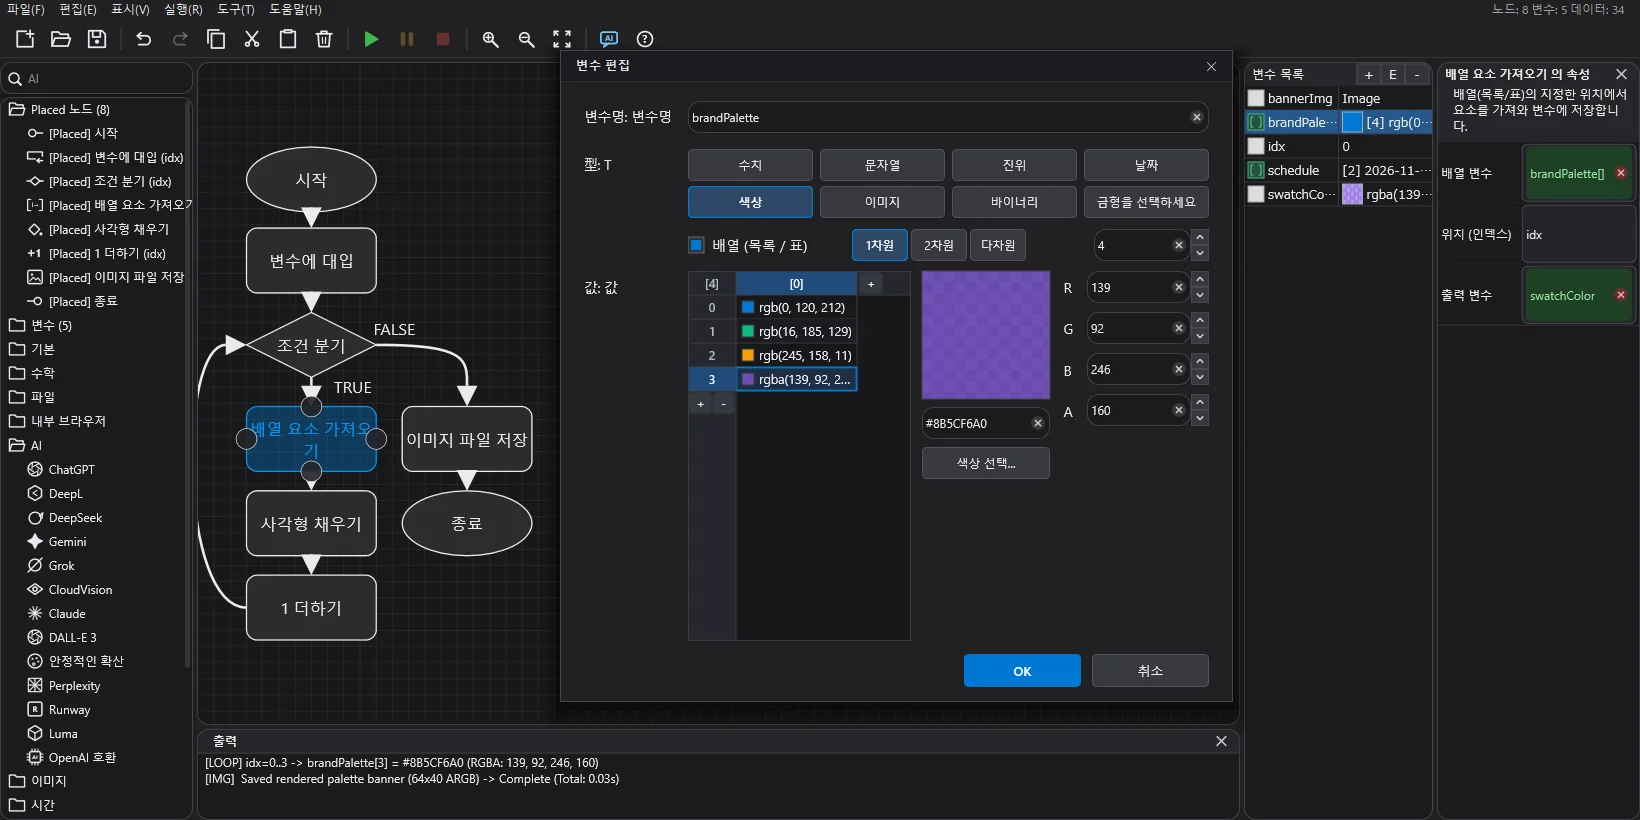 파일(F) 편집(E) 표시(V) 실행(R) 도구(T) 도움말(H)
노드: 8 변수: 5 데이터: 34
AI
Placed 노드 (8)
[Placed] 시작
[Placed] 변수에 대입 (idx)
[Placed] 조건 분기 (idx)
[Placed] 배열 요소 가져오기
[Placed] 사각형 채우기
+1 [Placed] 1 더하기 (idx)
[Placed] 이미지 파일 저장
[Placed] 종료
변수 (5)
기본
수학
파일
내부 브라우저
AI
ChatGPT
DeepL
DeepSeek
Gemini
Grok
CloudVision
Claude
DALL-E 3
안정적인 확산
Perplexity
Runway
Luma
OpenAI 호환
이미지
시간
시작
변수에 대입
조건 분기
FALSE
TRUE
배열 요소 가져오
기
이미지 파일 저장
사각형 채우기
종료
1 더하기
변수 편집
변수명: 변수명
brandPalette
型: T
수치
문자열
진위
날짜
색상
이미지
바이너리
금형을 선택하세요
배열 (목록 / 표)
1차원
2차원
다차원
4
값: 값
[4] [0] +
0 rgb(0, 120, 212)
1 rgb(16, 185, 129)
2 rgb(245, 158, 11)
3 rgba(139, 92, 2...
+ -
#8B5CF6A0
색상 선택...
R 139
G 92
B 246
A 160
OK
취소
출력
[LOOP] idx=0..3 -> brandPalette[3] = #8B5CF6A0 (RGBA: 139, 92, 246, 160)
[IMG] Saved rendered palette banner (64x40 ARGB) -> Complete (Total: 0.03s)
변수 목록
+ E -
bannerImg Image
brandPale··· [4] rgb(0···
idx 0
schedule [2] 2026-11-···
swatchCo··· rgba(139···
배열 요소 가져오기 의 속성
배열(목록/표)의 지정한 위치에서
요소를 가져와 변수에 저장합니
다.
배열 변수 brandPalette[]
위치 (인덱스) idx
출력 변수 swatchColor